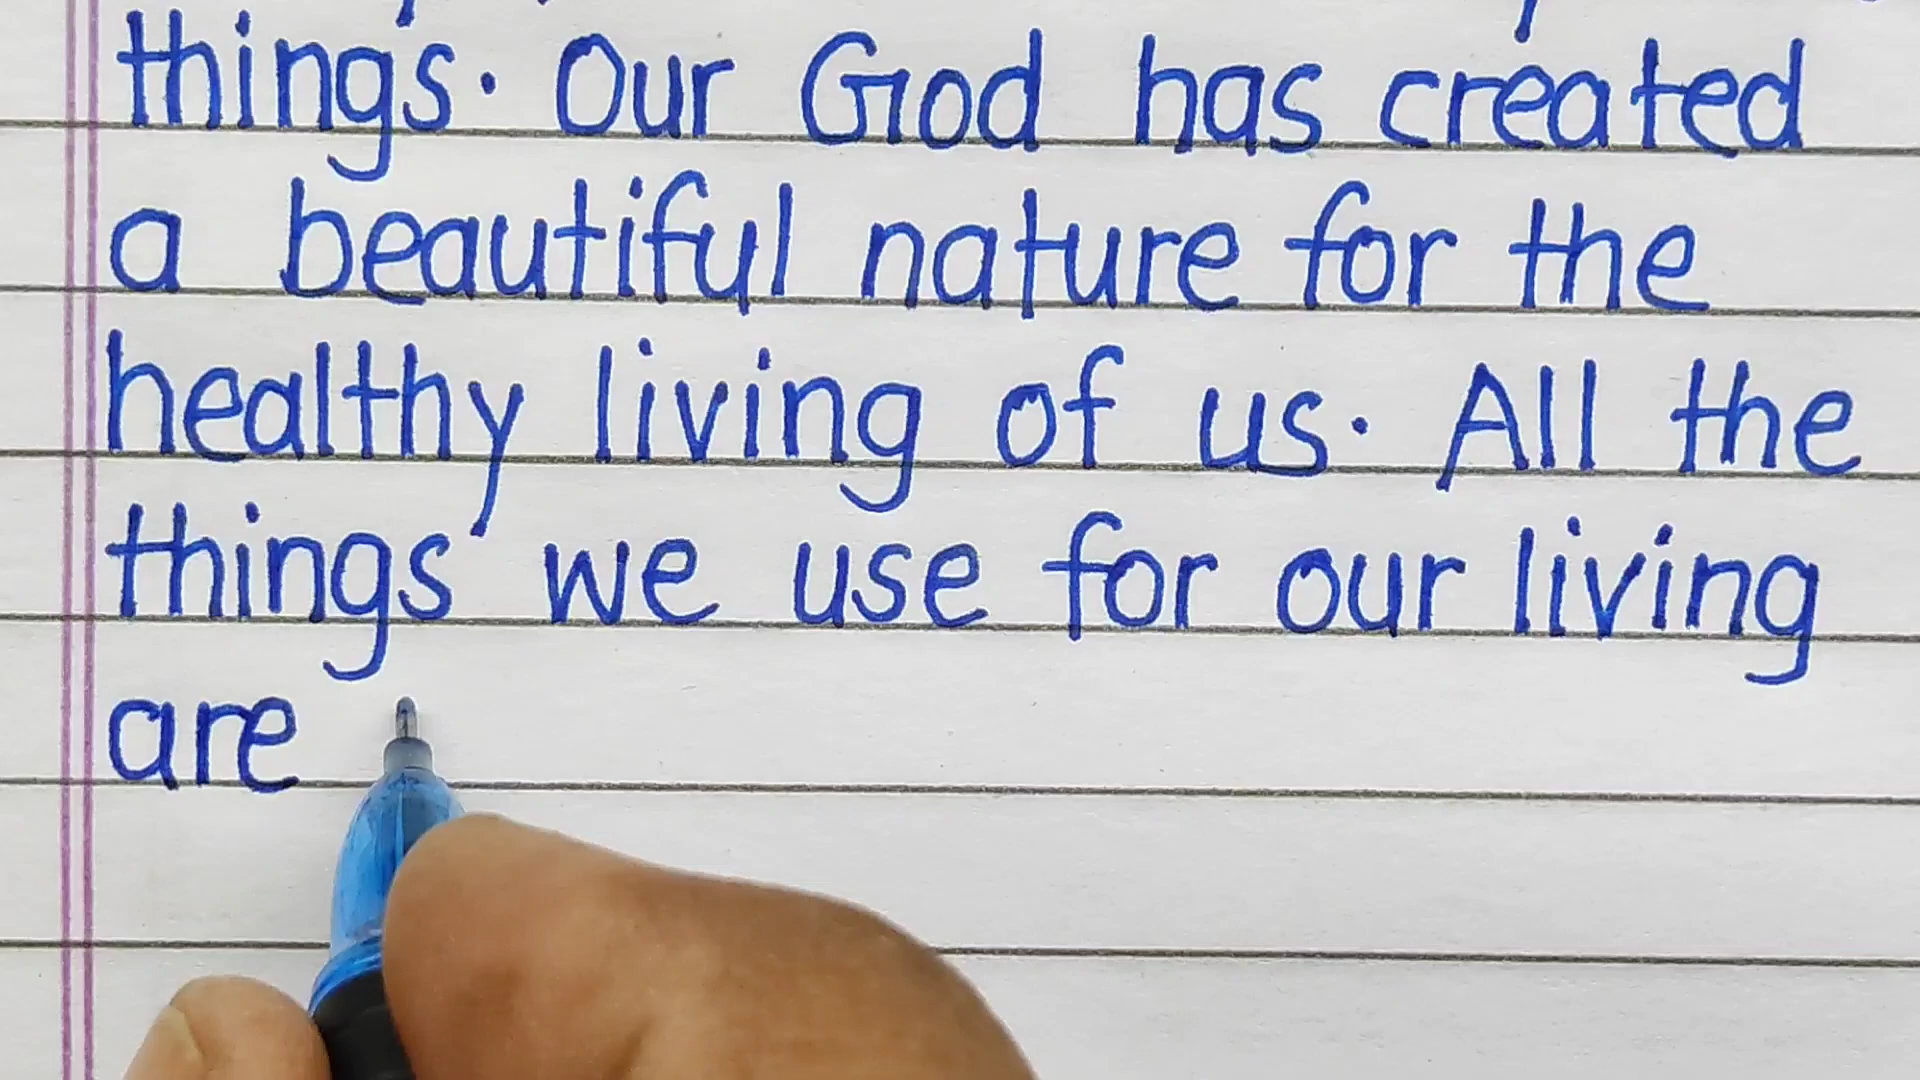 things. Our God has created
a beautiful nature for the
healthy living of us. All the
things we use for our living
are